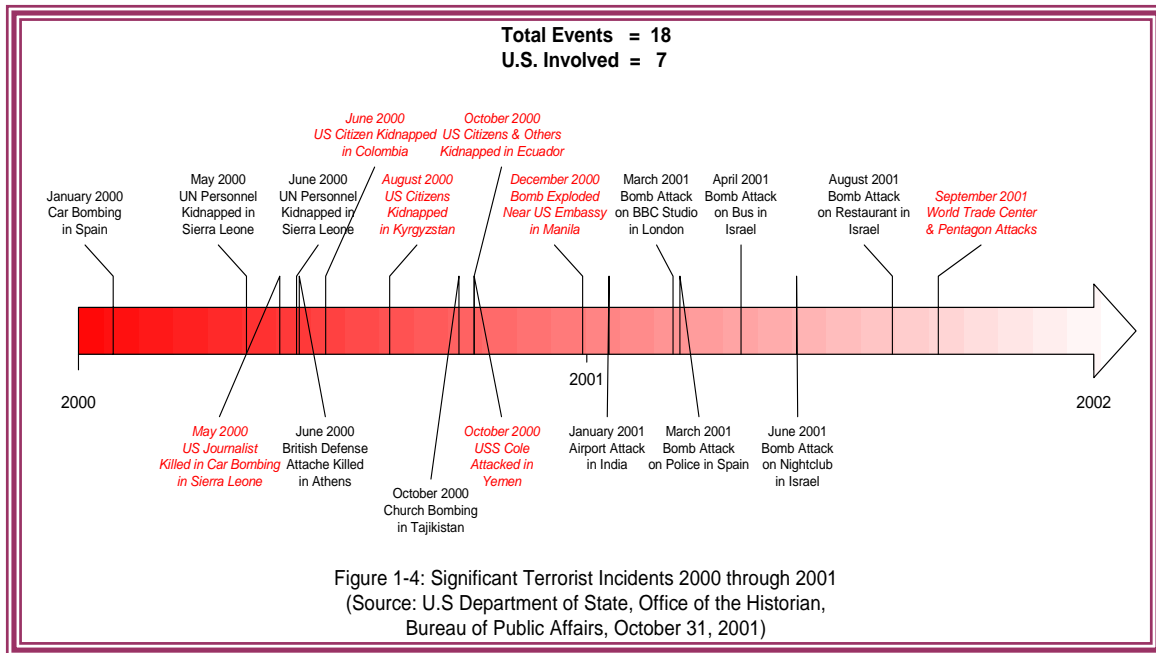 Total Events = 18
U.S. Involved = 7
June 2000
US Citizen Kidnapped
in Colombia
October 2000
US Citizens & Others
Kidnapped in Ecuador
January 2000
Car Bombing
in Spain
May 2000
UN Personnel
Kidnapped in
Sierra Leone
June 2000
UN Personnel
Kidnapped in
Sierra Leone
August 2000
US Citizens
Kidnapped
in Kyrgyzstan
December 2000
Bomb Exploded
Near US Embassy
in Manila
March 2001
Bomb Attack
on BBC Studio
in London
April 2001
Bomb Attack
on Bus in
Israel
August 2001
Bomb Attack
on Restaurant in
Israel
September 2001
World Trade Center
& Pentagon Attacks
2000
2001
2002
May 2000
US Journalist
Killed in Car Bombing
in Sierra Leone
June 2000
British Defense
Attache Killed
in Athens
October 2000
Church Bombing
in Tajikistan
October 2000
USS Cole
Attacked in
Yemen
January 2001
Airport Attack
in India
March 2001
Bomb Attack
on Police in Spain
June 2001
Bomb Attack
on Nightclub
in Israel
Figure 1-4: Significant Terrorist Incidents 2000 through 2001
(Source: U.S Department of State, Office of the Historian,
Bureau of Public Affairs, October 31, 2001)